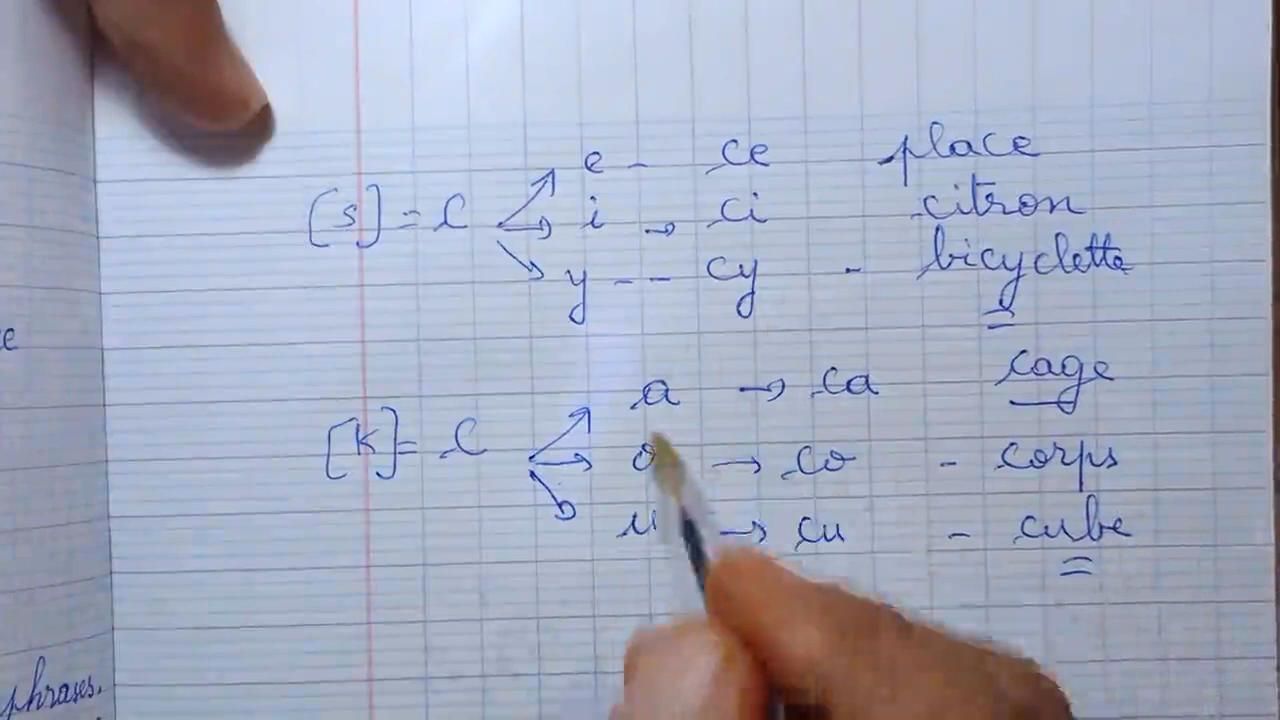 e - ce place
[s] = c i → ci citron
y -- cy - bicyclette
a → ca cage
[K] = c o → co - corps
u → cu - cube
e
phrases.